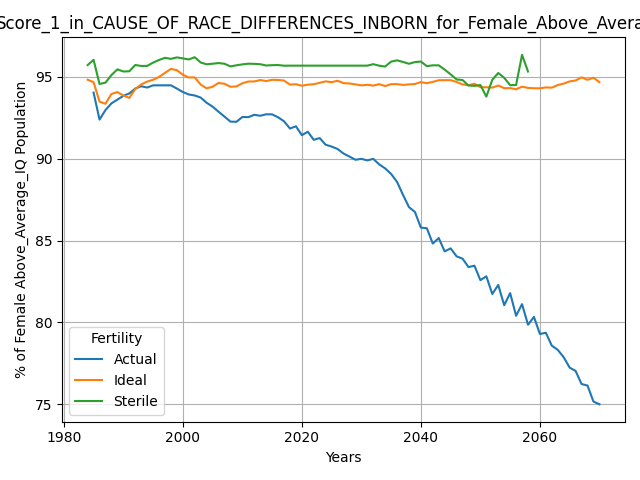 Score_1_in_CAUSE_OF_RACE_DIFFERENCES_INBORN_for_Female_Above_Avera
% of Female Above_Average_IQ Population
95
90
85
80
75
Fertility
Actual
Ideal
Sterile
1980 2000 2020 2040 2060
Years